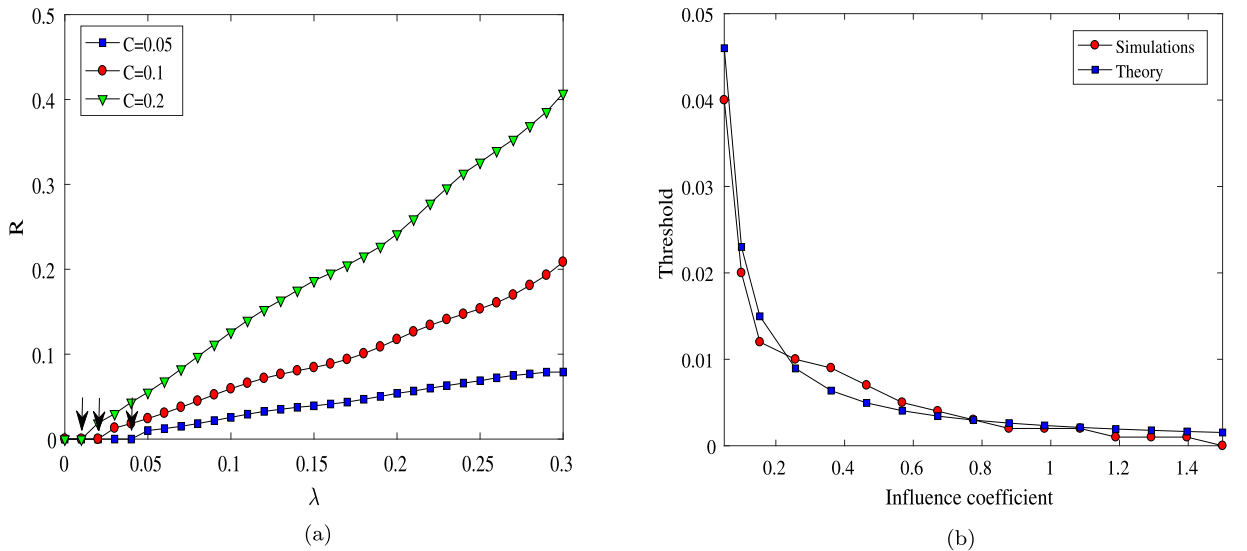 0.5
0.4
0.3
0.2
0.1
0
R
C=0.05
C=0.1
C=0.2
0 0.05 0.1 0.15 0.2 0.25 0.3
λ
(a)
0.05
0.04
0.03
0.02
0.01
0
Threshold
Simulations
Theory
0.2 0.4 0.6 0.8 1 1.2 1.4
Influence coefficient
(b)